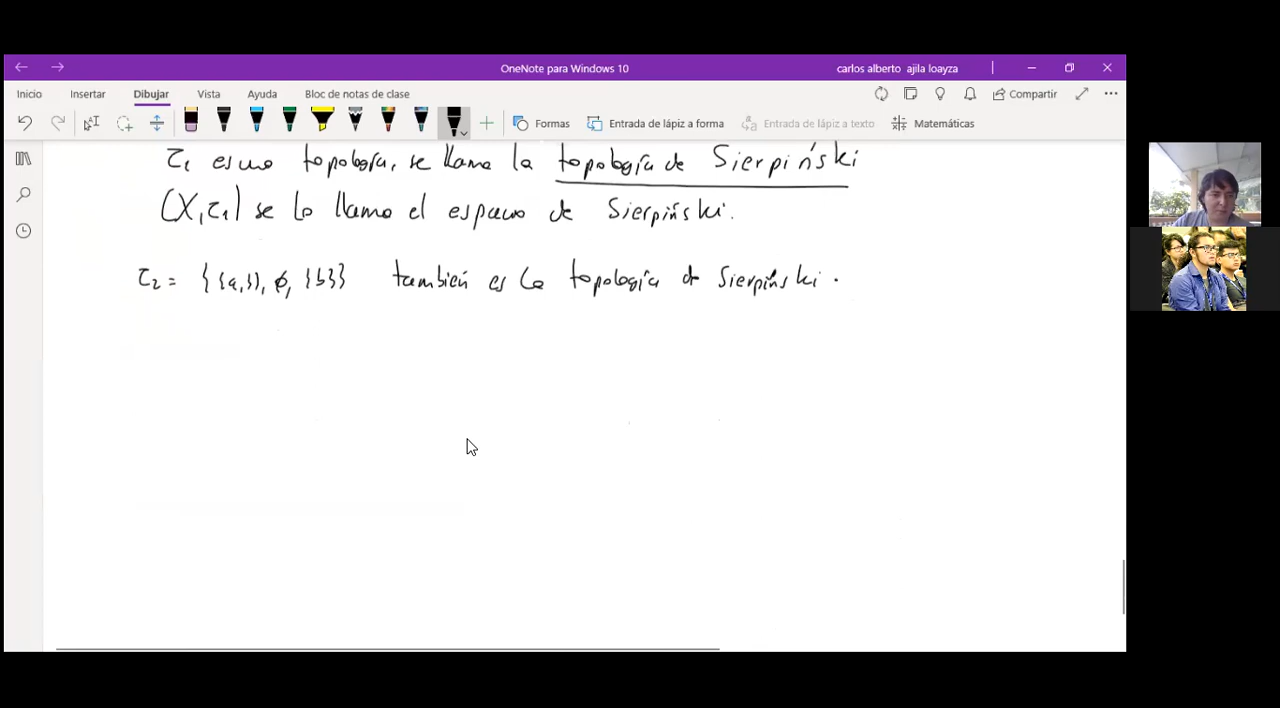 OneNote para Windows 10
carlos alberto ajila loayza
Inicio Insertar Dibujar Vista Ayuda Bloc de notas de clase
Compartir
Formas Entrada de lápiz a forma Entrada de lápiz a texto Matemáticas
τ₁ es una topología, se llama la topología de Sierpiński
(X, τ₁) se lo llama el espacio de Sierpiński.
τ₂ = {{a,b}, ϕ, {b}} también es la topología de Sierpiński.